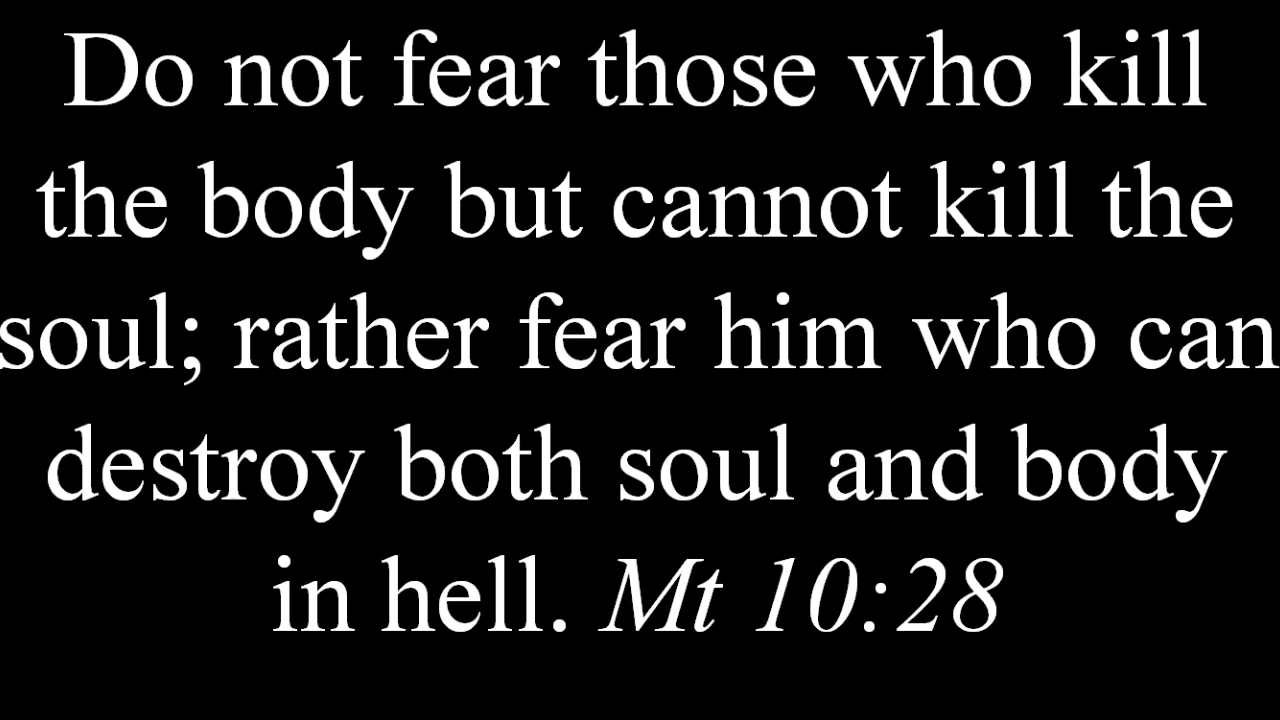 Do not fear those who kill
the body but cannot kill the
soul; rather fear him who can
destroy both soul and body
in hell. Mt 10:28